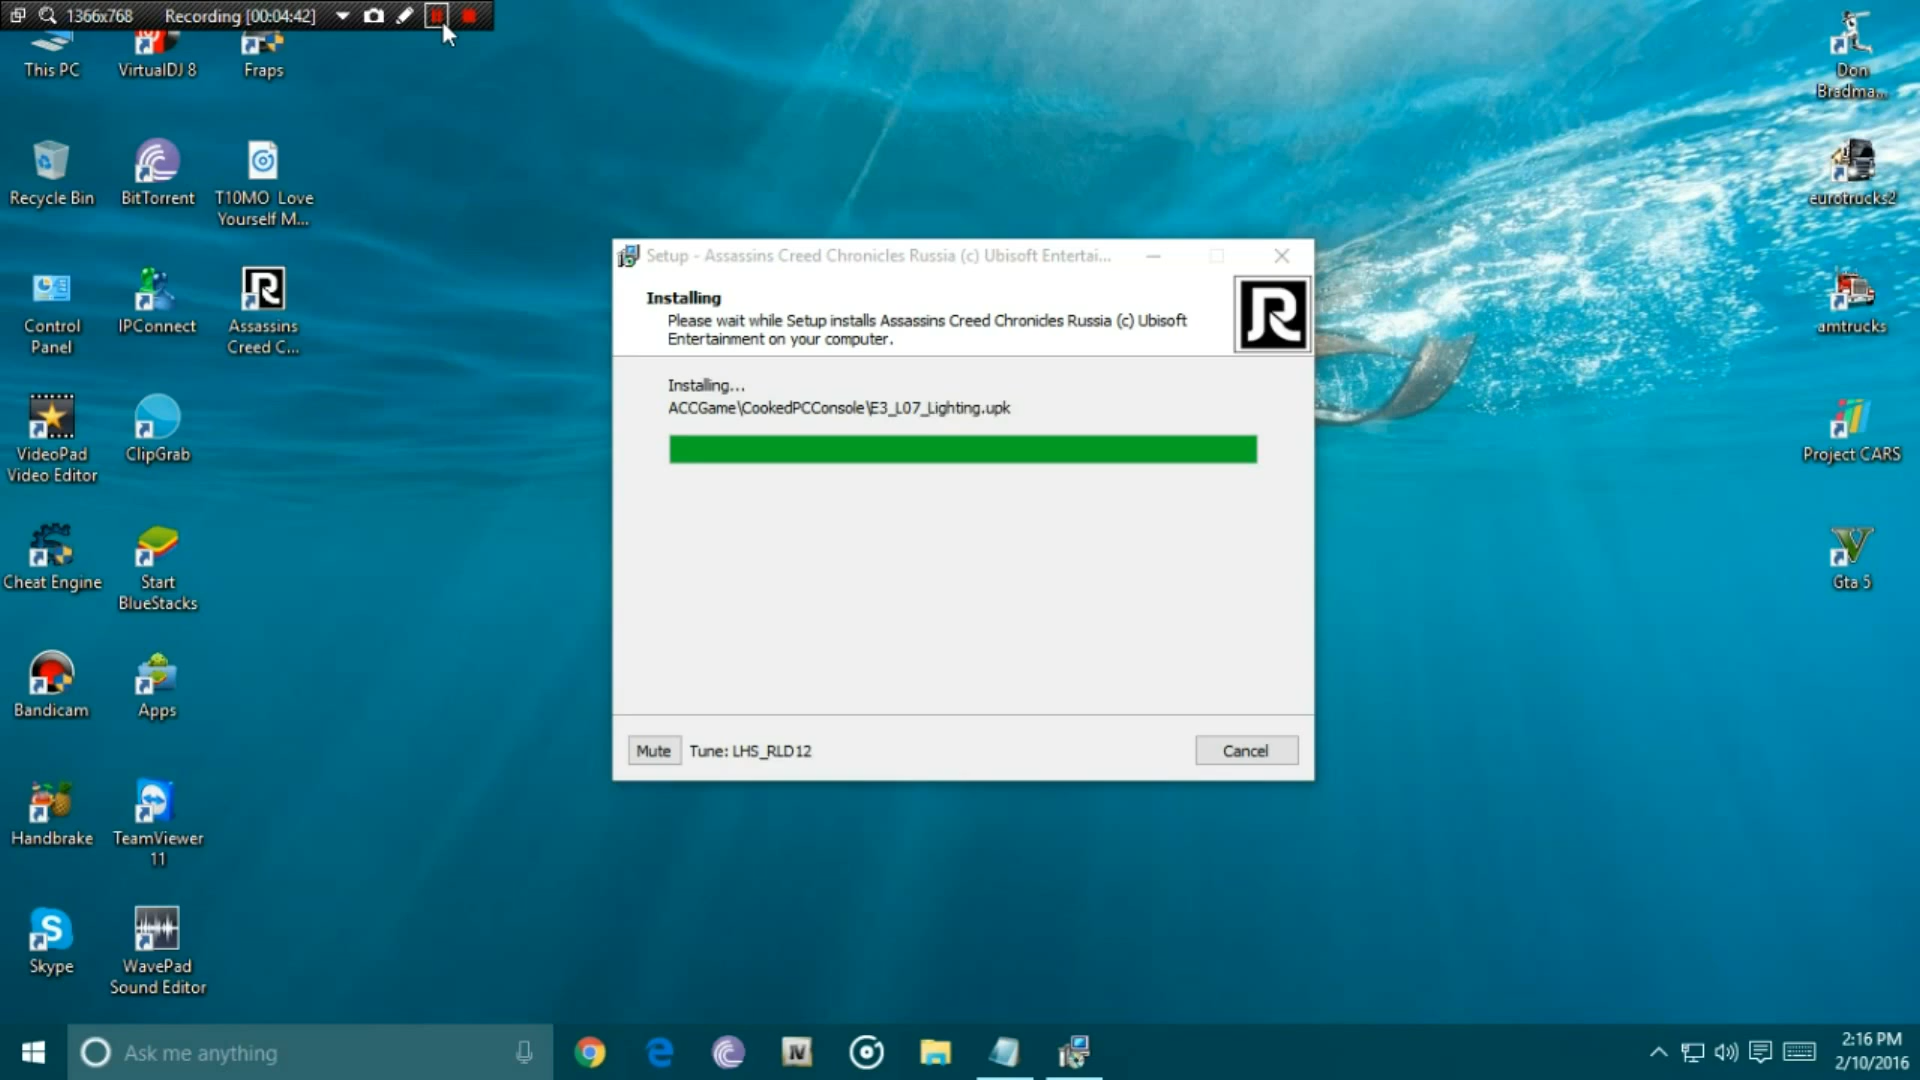 1366x768 Recording [00:04:42]
This PC
VirtualDJ 8
Fraps
Don
Bradma...
Recycle Bin
BitTorrent
T10MO Love
Yourself M...
eurotrucks2
Control
Panel
IPConnect
Assassins
Creed C...
amtrucks
VideoPad
Video Editor
ClipGrab
Project CARS
Cheat Engine
Start
BlueStacks
Gta 5
Bandicam
Apps
Handbrake
TeamViewer
11
Skype
WavePad
Sound Editor
Setup - Assassins Creed Chronicles Russia (c) Ubisoft Entertai...
Installing
Please wait while Setup installs Assassins Creed Chronicles Russia (c) Ubisoft
Entertainment on your computer.
Installing...
ACCGame\CookedPCConsole\E3_L07_Lighting.upk
Mute Tune: LHS_RLD12 Cancel
Ask me anything
IV
2:16 PM
2/10/2016